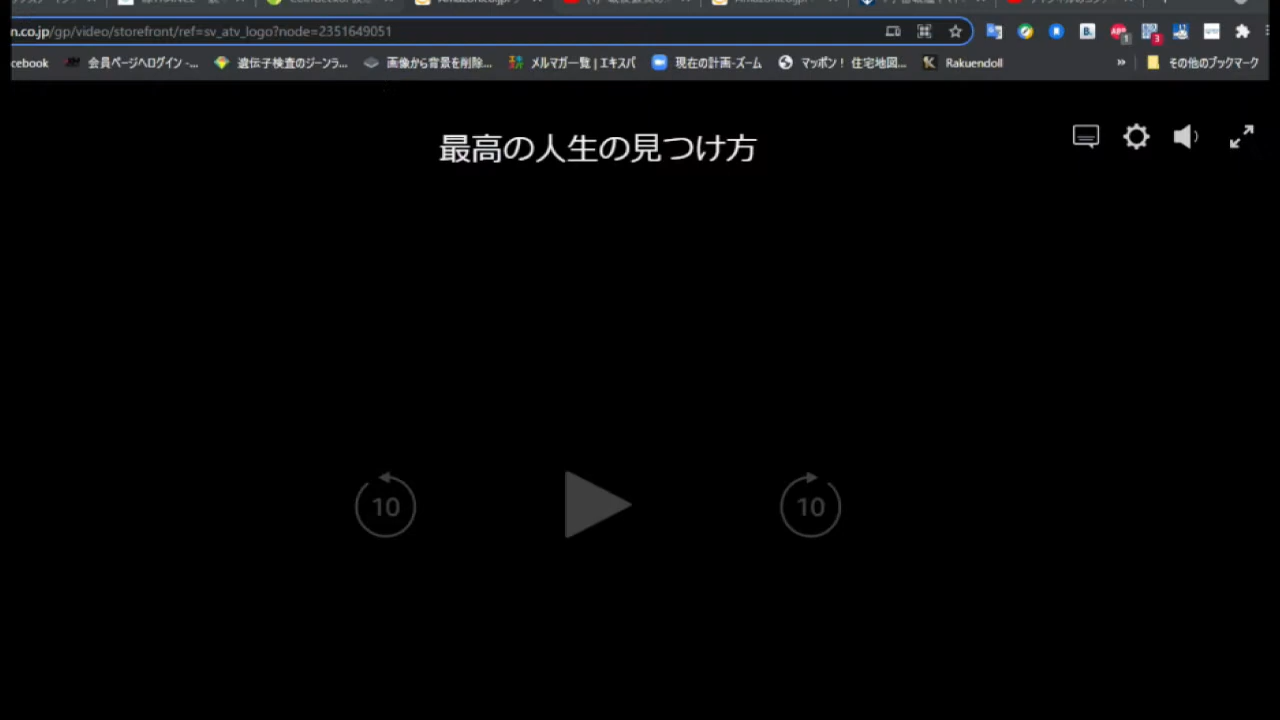 n.co.jp/gp/video/storefront/ref=sv_atv_logo?node=2351649051
cebook 会員ページへログイン -... 遺伝子検査のジーンラ... 画像から背景を削除... メルマガ一覧 | エキスパ 現在の計画-ズーム マッポン！ 住宅地図... Rakuendoll » その他のブックマーク
最高の人生の見つけ方
10 10